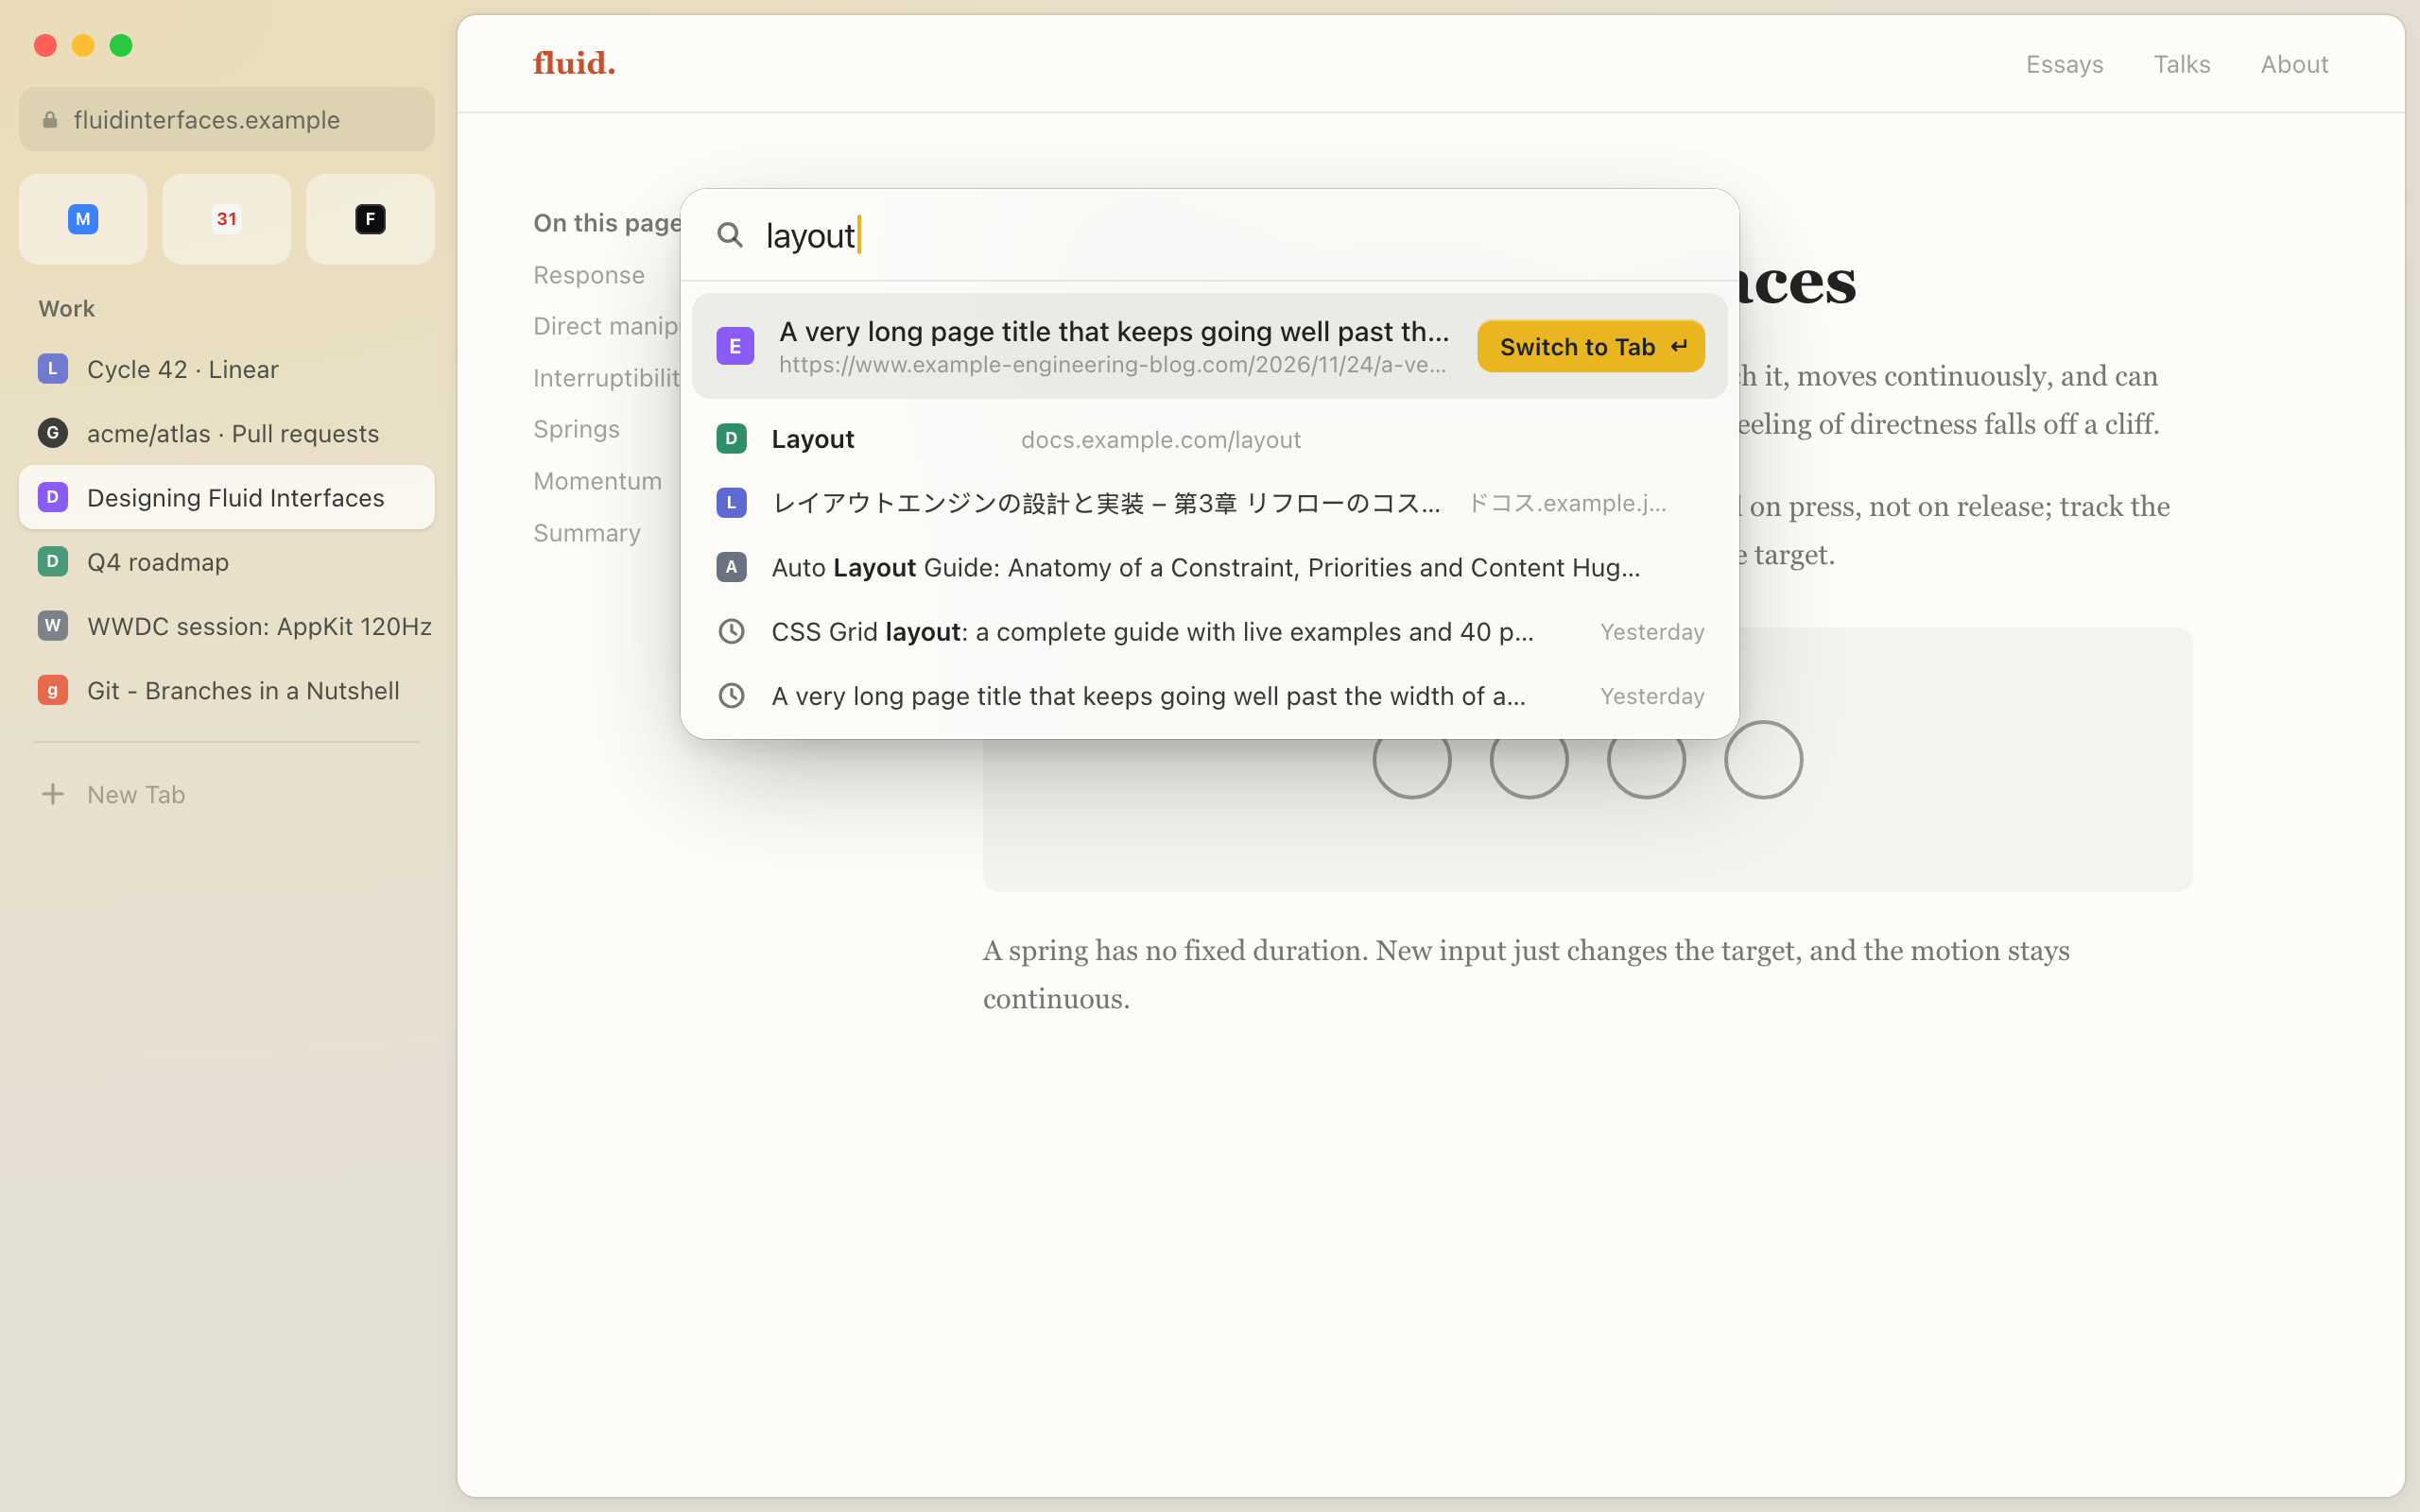 fluidinterfaces.example
M
31
F
Work
L Cycle 42 · Linear
G acme/atlas · Pull requests
D Designing Fluid Interfaces
D Q4 roadmap
W WWDC session: AppKit 120Hz
g Git - Branches in a Nutshell
+ New Tab
fluid.
Essays Talks About
On this page
Response
Direct manip
Interruptibilit
Springs
Momentum
Summary
layout
E A very long page title that keeps going well past th...
https://www.example-engineering-blog.com/2026/11/24/a-ve...
Switch to Tab ↵
D Layout docs.example.com/layout
L レイアウトエンジンの設計と実装 – 第3章 リフローのコス... ドコス.example.j...
A Auto Layout Guide: Anatomy of a Constraint, Priorities and Content Hug...
CSS Grid layout: a complete guide with live examples and 40 p... Yesterday
A very long page title that keeps going well past the width of a... Yesterday
aces
h it, moves continuously, and can
eeling of directness falls off a cliff.
on press, not on release; track the
e target.
A spring has no fixed duration. New input just changes the target, and the motion stays
continuous.